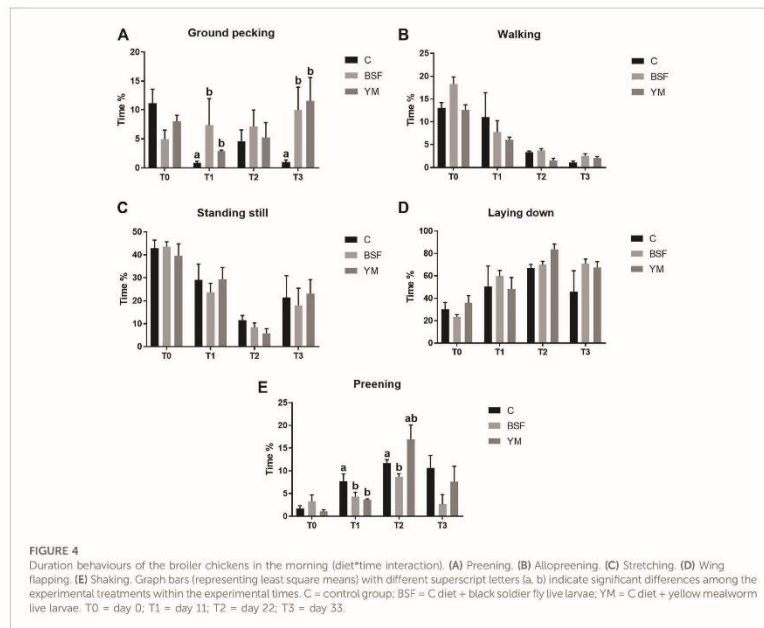 A
Ground pecking
C
BSF
YM
Time %
20
15
10
5
0
a
b
b
a
b
b
T0
T1
T2
T3
B
Walking
C
BSF
YM
Time %
25
20
15
10
5
0
T0
T1
T2
T3
C
Standing still
C
BSF
YM
Time %
50
40
30
20
10
0
T0
T1
T2
T3
D
Laying down
C
BSF
YM
Time %
100
80
60
40
20
0
T0
T1
T2
T3
E
Preening
C
BSF
YM
Time %
25
20
15
10
5
0
a
b
b
a
b
ab
T0
T1
T2
T3
FIGURE 4
Duration behaviours of the broiler chickens in the morning (diet*time interaction). (A) Preening. (B) Allopreening. (C) Stretching. (D) Wing
flapping. (E) Shaking. Graph bars (representing least square means) with different superscript letters (a, b) indicate significant differences among the
experimental treatments within the experimental times. C = control group; BSF = C diet + black soldier fly live larvae; YM = C diet + yellow mealworm
live larvae. T0 = day 0; T1 = day 11; T2 = day 22; T3 = day 33.